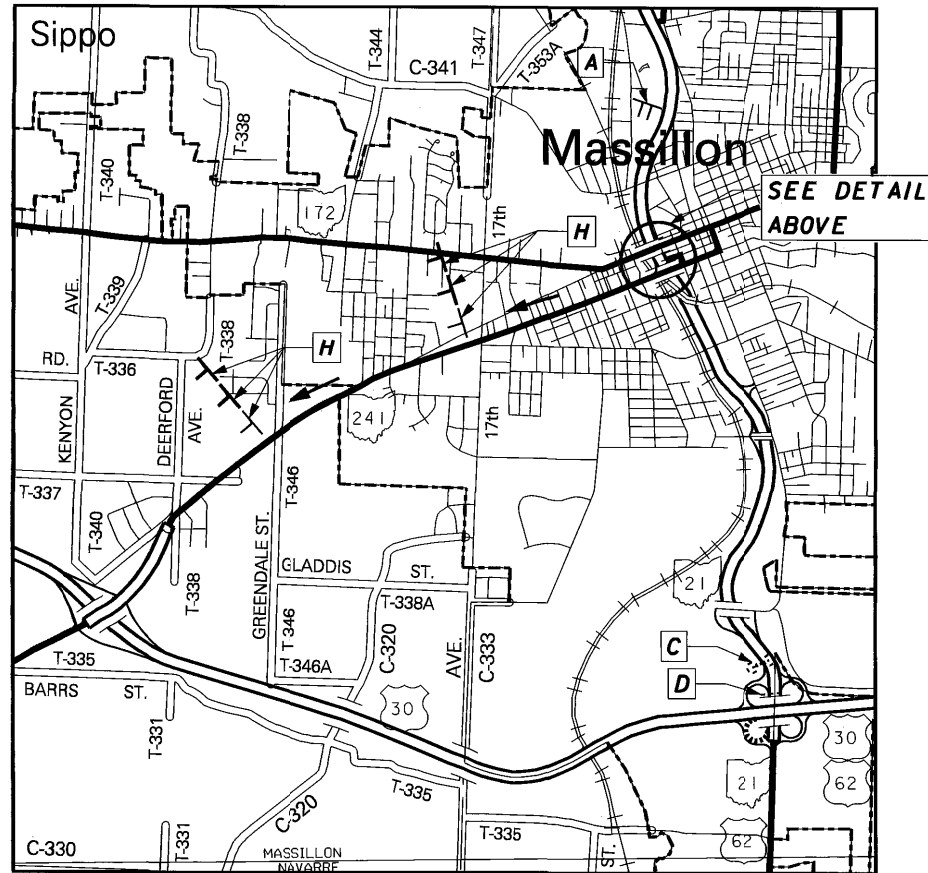 Sippo
T-344
T-347
C-341
T-353A
A
T-338
Massillon
T-340
172
17th
H
SEE DETAIL
ABOVE
AVE.
T-339
T-338
H
RD.
T-336
KENYON
DEERFORD
AVE.
241
17th
T-337
T-346
T-340
GREENDALE ST.
GLADDIS
ST.
21
T-338
T-338A
T 346
C-320
AVE.
C-333
C
T-335
T-346A
D
BARRS
ST.
30
T-331
30
21
62
C-320
T-335
T-335
T-331
62
C-330
MASSILLON
NAVARRE
ST.